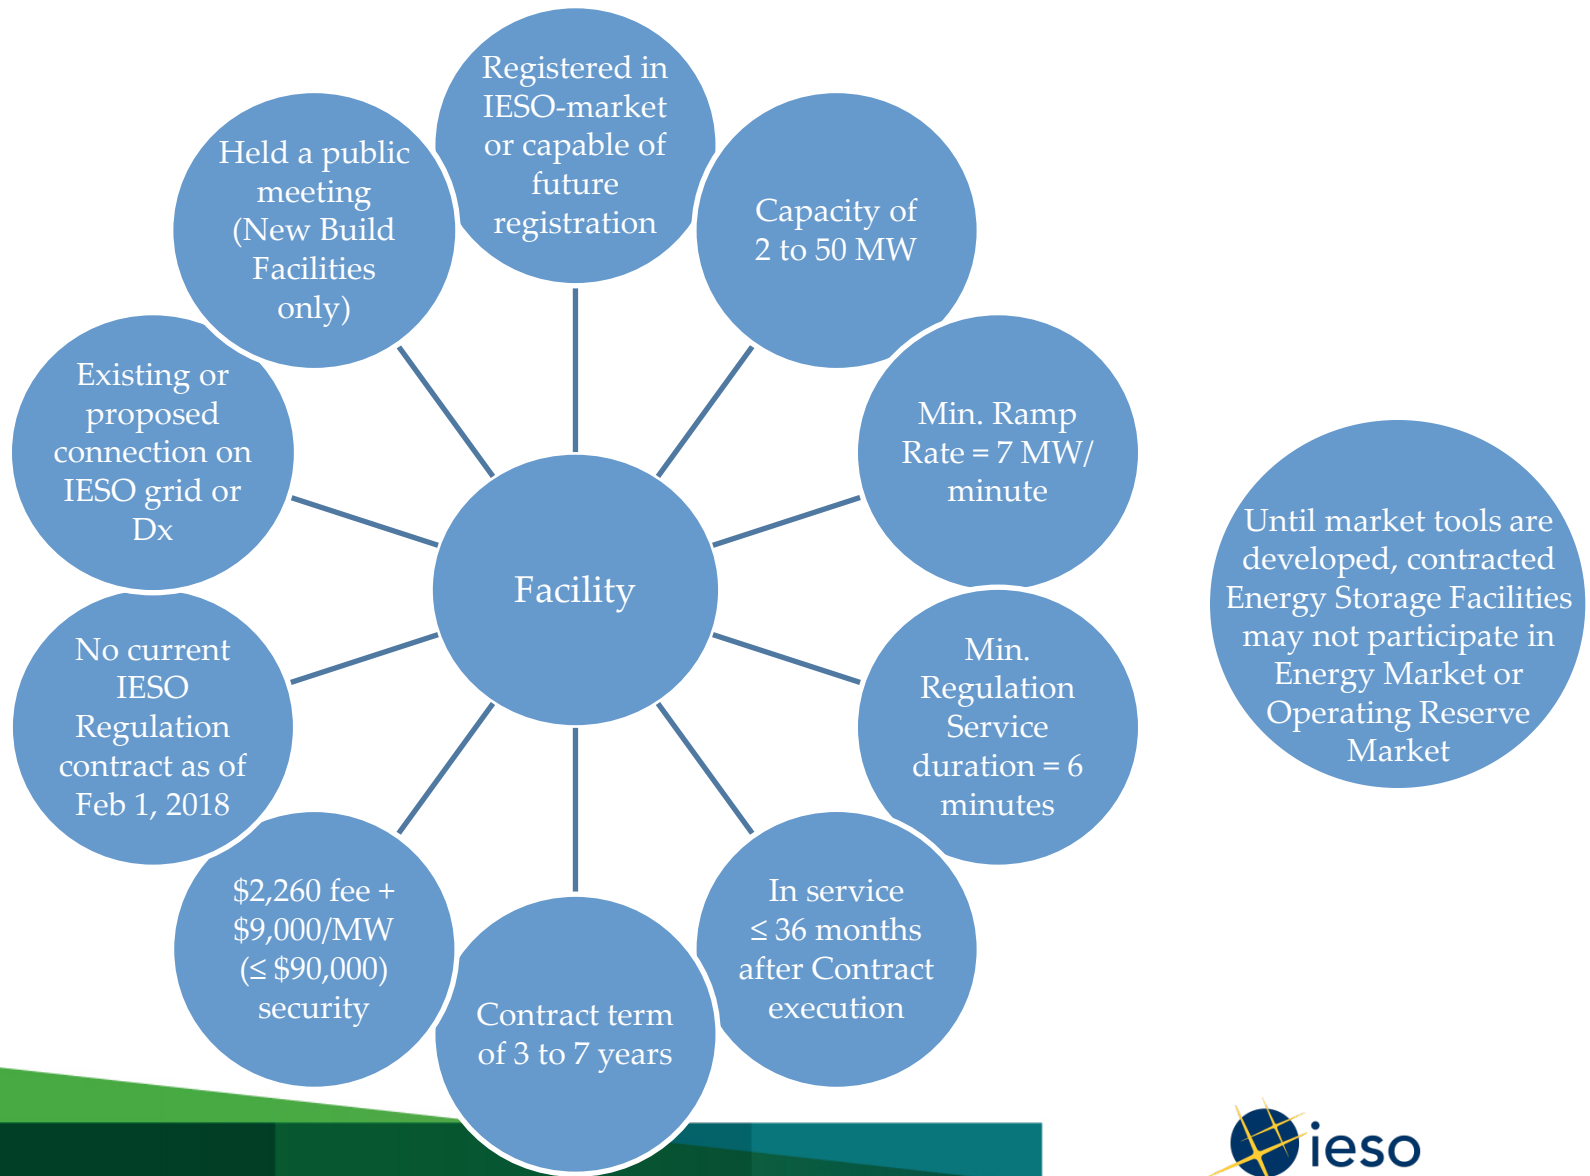 Registered in
IESO-market
or capable of
future
registration
Capacity of
2 to 50 MW
Min. Ramp
Rate = 7 MW/
minute
Min.
Regulation
Service
duration = 6
minutes
In service
≤ 36 months
after Contract
execution
Contract term
of 3 to 7 years
$2,260 fee +
$9,000/MW
(≤ $90,000)
security
No current
IESO
Regulation
contract as of
Feb 1, 2018
Existing or
proposed
connection on
IESO grid or
Dx
Held a public
meeting
(New Build
Facilities
only)
Facility
Until market tools are
developed, contracted
Energy Storage Facilities
may not participate in
Energy Market or
Operating Reserve
Market
ieso